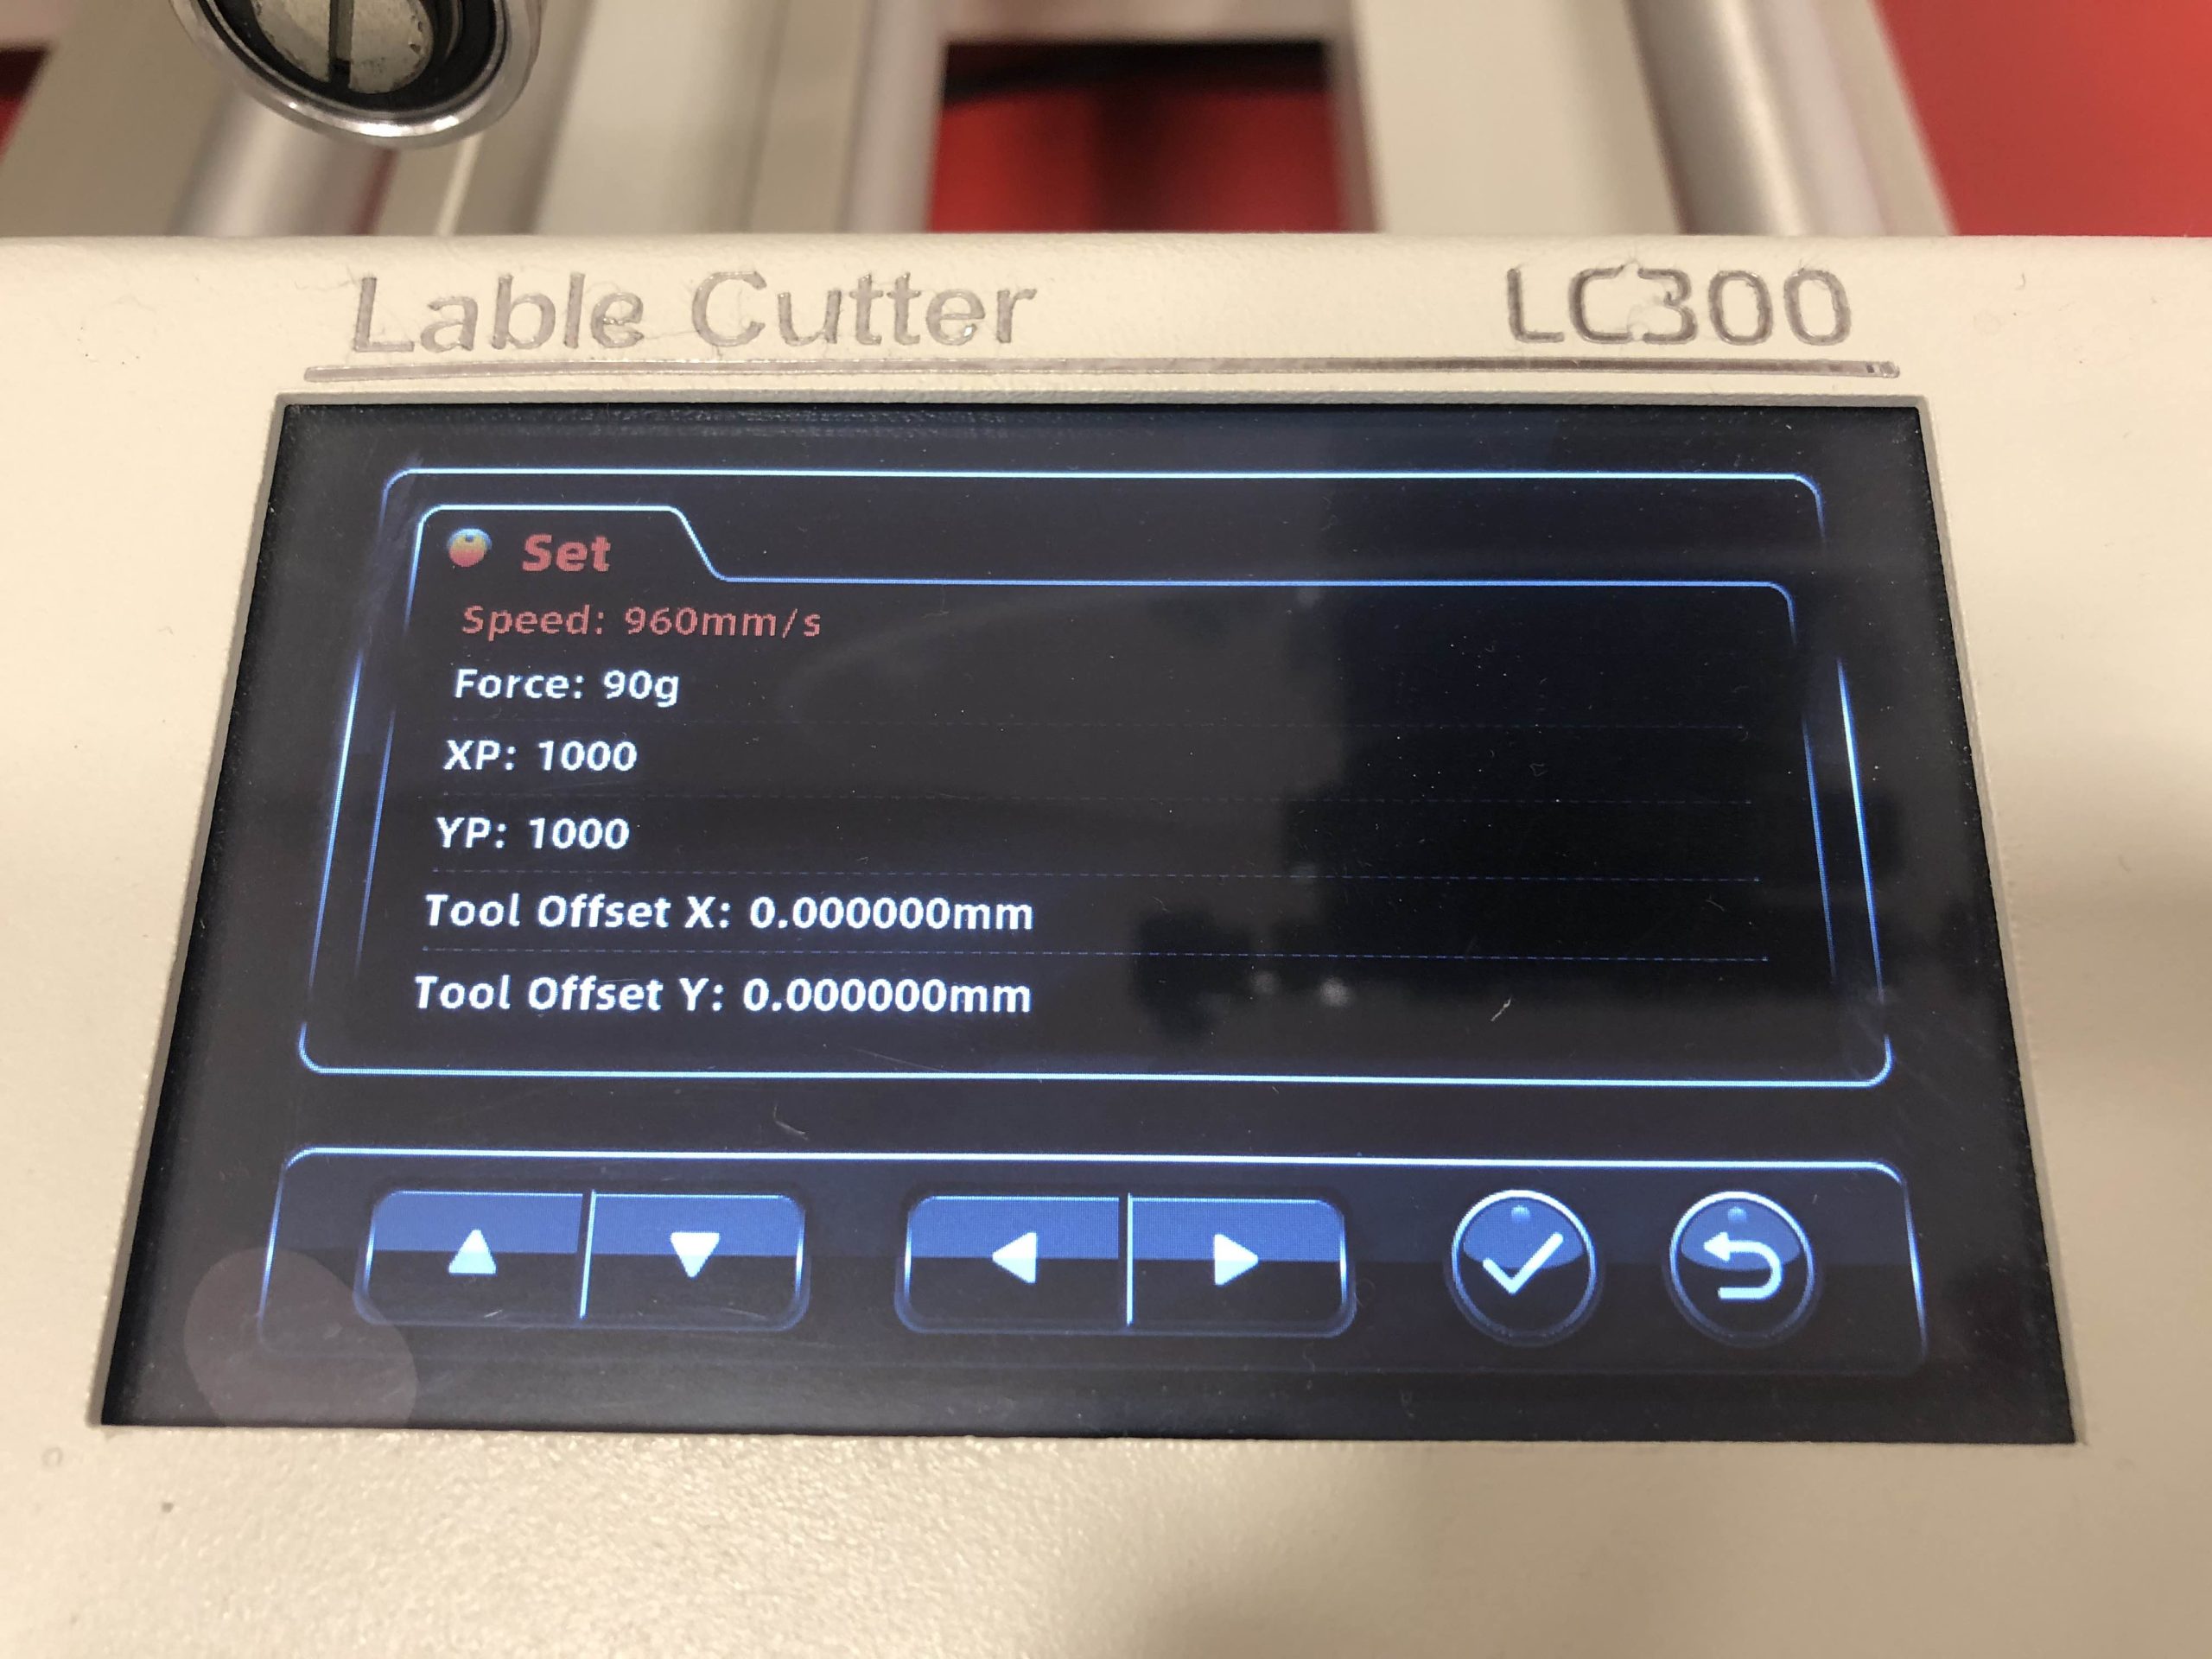 Lable Cutter LC300
Set
Speed: 960mm/s
Force: 90g
XP: 1000
YP: 1000
Tool Offset X: 0.000000mm
Tool Offset Y: 0.000000mm